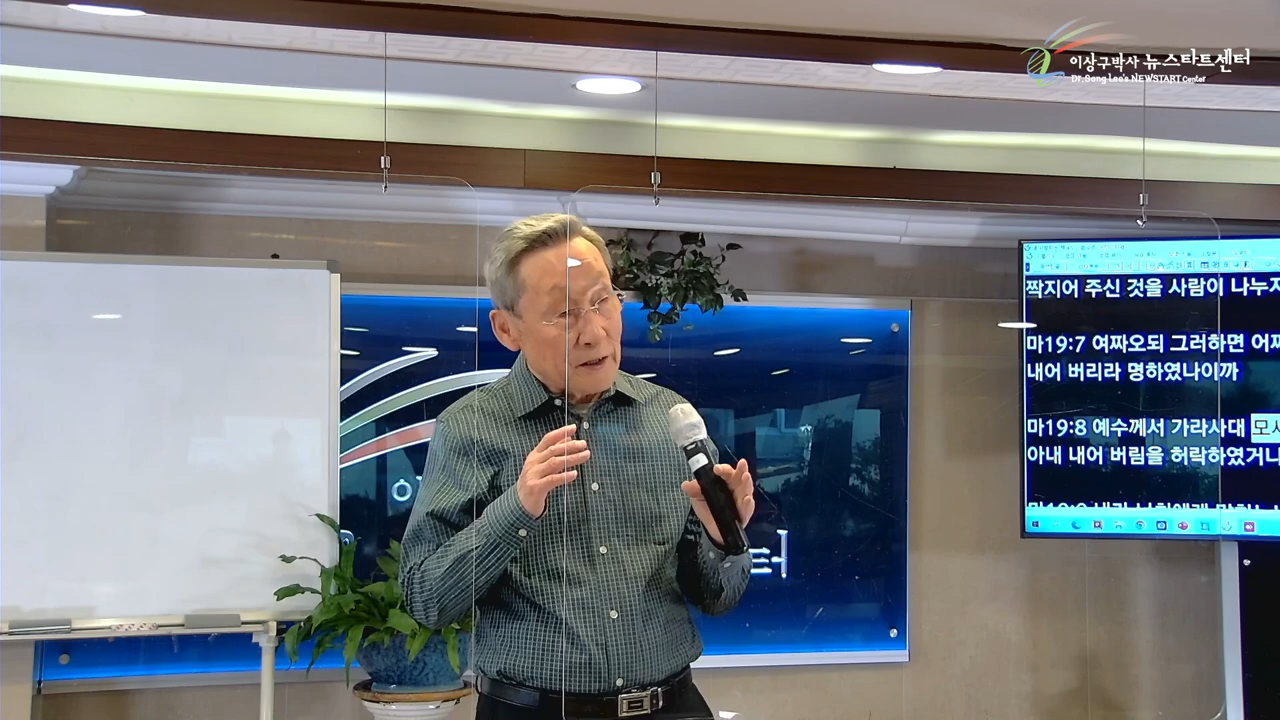 이상구박사 뉴스타트센터
Dr. Sang Lee's NEWSTART Center
짝지어 주신 것을 사람이 나누지
마19:7 여짜오되 그러하면 어찌
내어 버리라 명하였나이까
마19:8 예수께서 가라사대 모세
아내 내어 버림을 허락하였거니
터